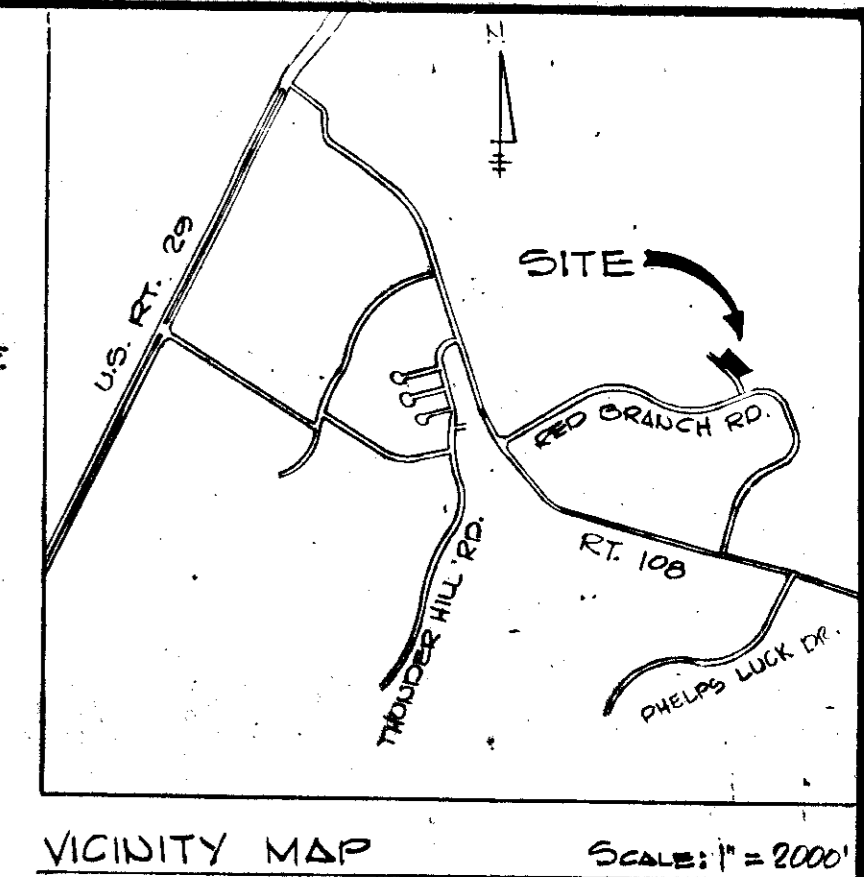 N
U.S. RT. 29
SITE
RED BRANCH RD.
RT. 108
THUNDER HILL RD.
PHELPS LUCK DR.
VICINITY MAP
SCALE: 1" = 2000'